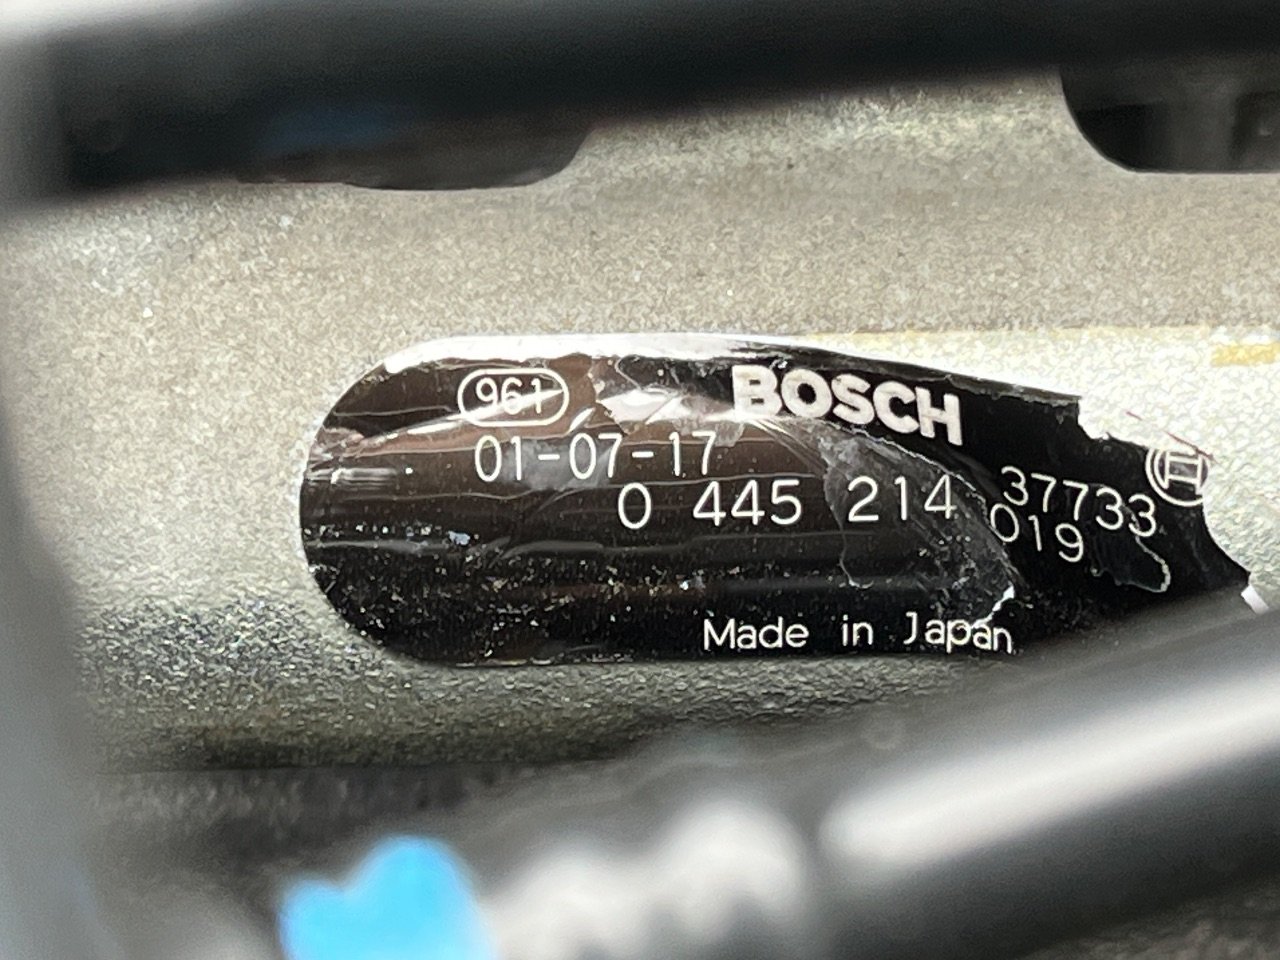 961 BOSCH
01-07-17 37733
0 445 214 019
Made in Japan